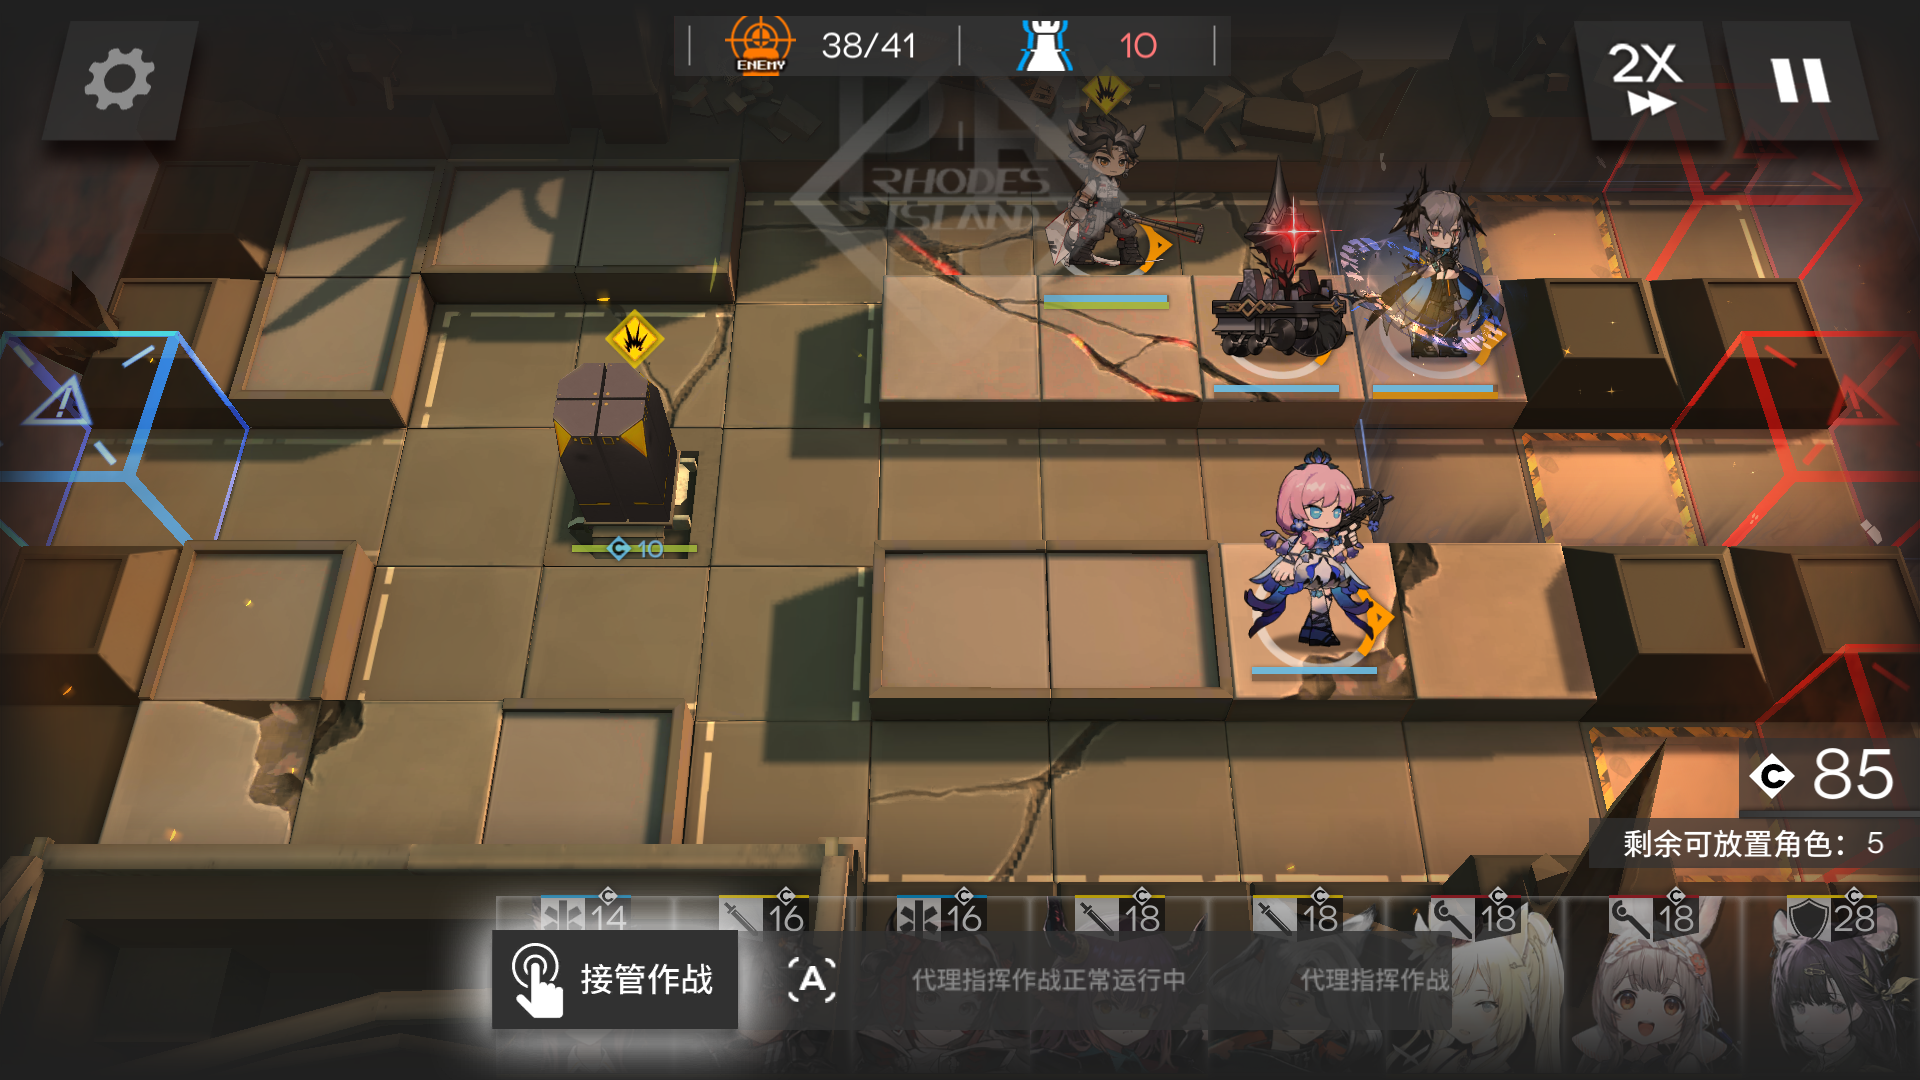 ENEMY
38/41
10
2X
RHODES
ISLAND
10
85
剩余可放置角色：5
14
16
16
18
18
18
18
28
接管作战
A
代理指挥作战正常运行中
代理指挥作战